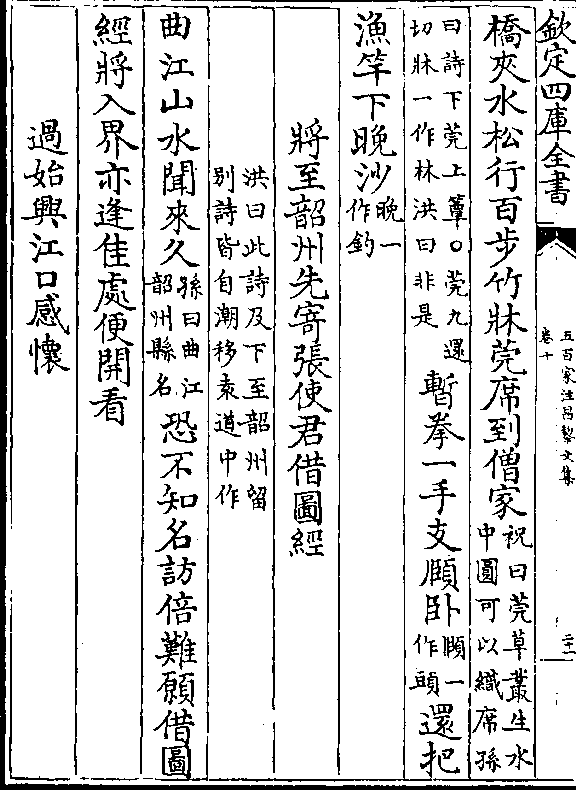 欽定四庫全書
五百家注昌黎文集
卷十
二十一
橋夾水松行百步竹牀莞席到僧家祝曰莞草叢生水中圓可以織席孫
曰詩下莞上簟○莞九還切牀一作林洪曰非是暫拳一手支頤卧頤一作頭還把
漁竿下晚沙晚一作釣
將至韶州先寄張使君借圖經
洪曰此詩及下至韶州留别詩皆自潮移袁道中作
曲江山水聞來久孫曰曲江韶州縣名恐不知名訪倍難願借圖
經將入界亦逢佳處便開看
過始興江口感懷